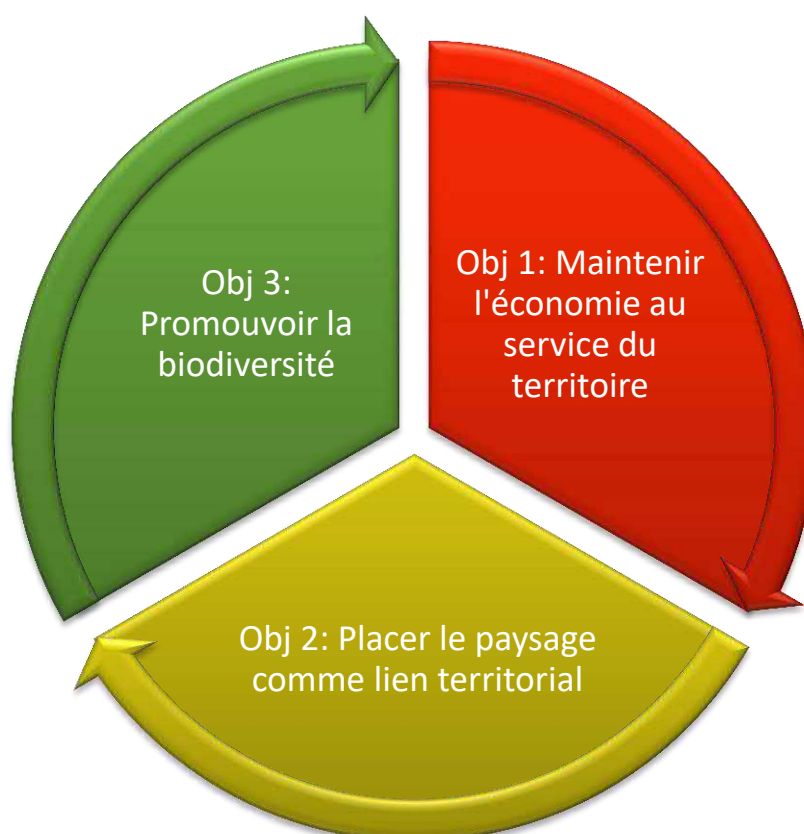 Obj 3:
Promouvoir la
biodiversité
Obj 1: Maintenir
l'économie au
service du
territoire
Obj 2: Placer le paysage
comme lien territorial